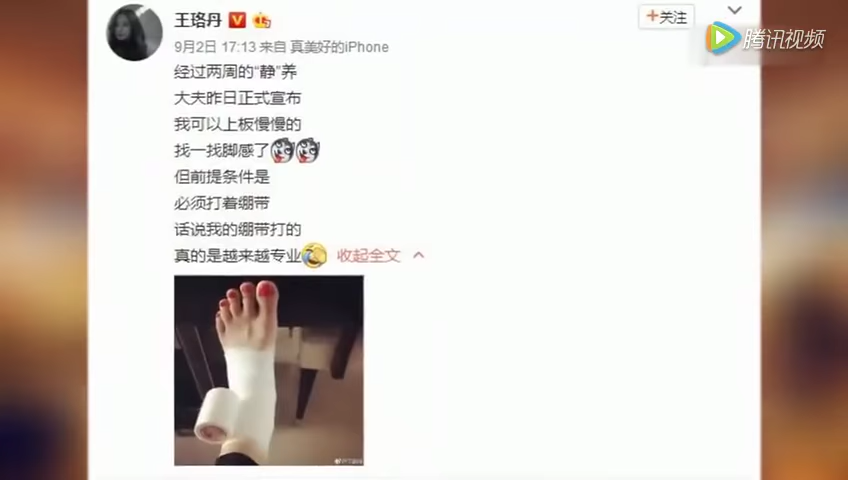 王珞丹
+关注
腾讯视频
9月2日 17:13 来自 真美好的iPhone
经过两周的“静”养
大夫昨日正式宣布
我可以上板慢慢的
找一找脚感了
但前提条件是
必须打着绷带
话说我的绷带打的
真的是越来越专业 收起全文